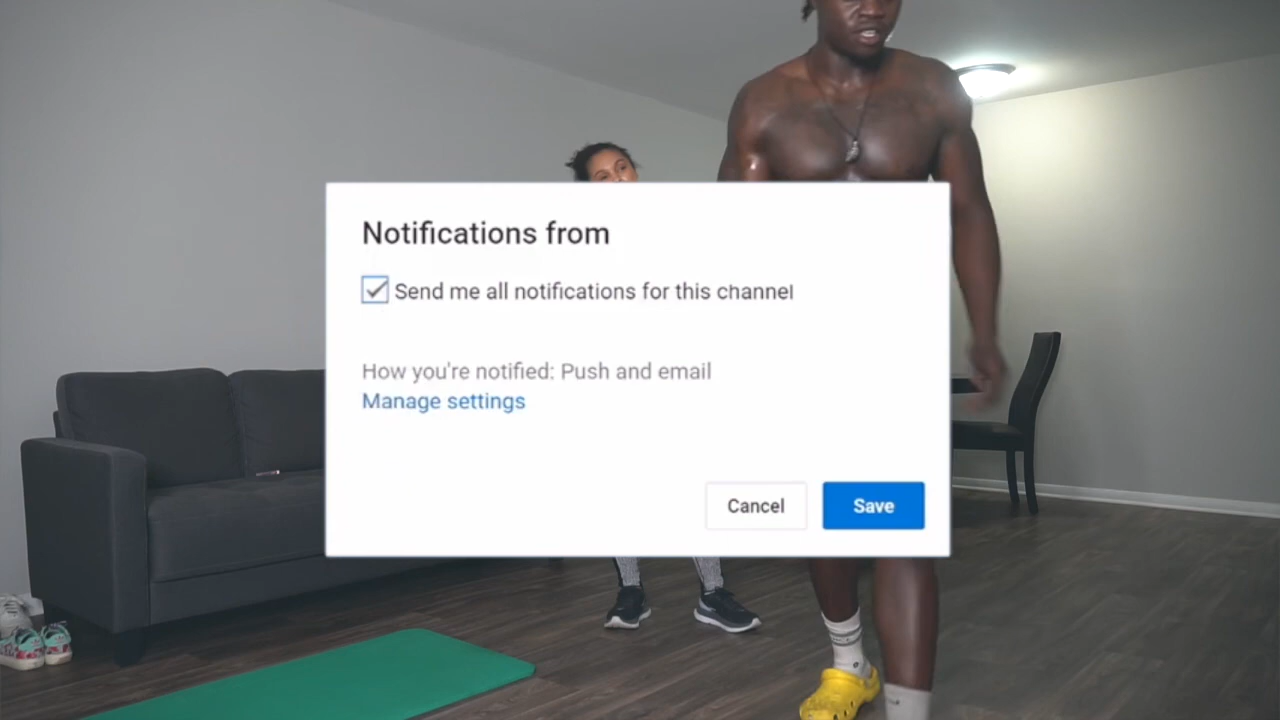 Notifications from
Send me all notifications for this channel
How you're notified: Push and email
Manage settings
Cancel
Save